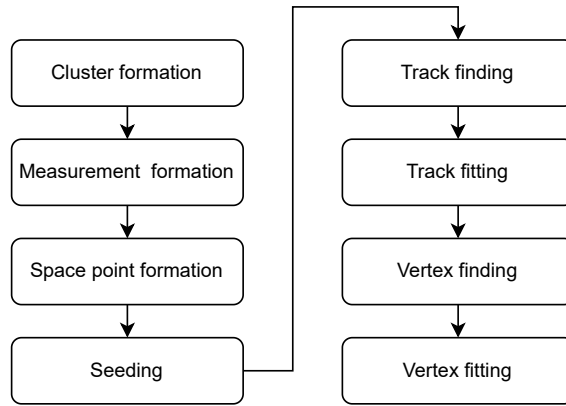 Cluster formation
Measurement formation
Space point formation
Seeding
Track finding
Track fitting
Vertex finding
Vertex fitting